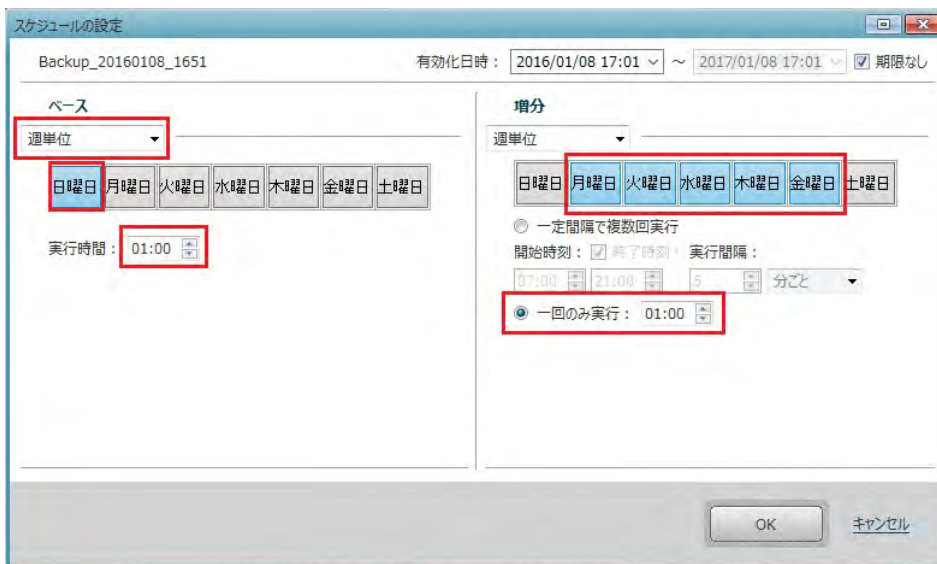 スケジュールの設定
Backup_20160108_1651
有効化日時： 2016/01/08 17:01 ～ 2017/01/08 17:01 期限なし
ベース
週単位
日曜日 月曜日 火曜日 水曜日 木曜日 金曜日 土曜日
実行時間： 01:00
増分
週単位
日曜日 月曜日 火曜日 水曜日 木曜日 金曜日 土曜日
一定間隔で複数回実行
開始時刻： 終了時刻： 実行間隔：
07:00 21:00 5 分ごと
一回のみ実行： 01:00
OK キャンセル